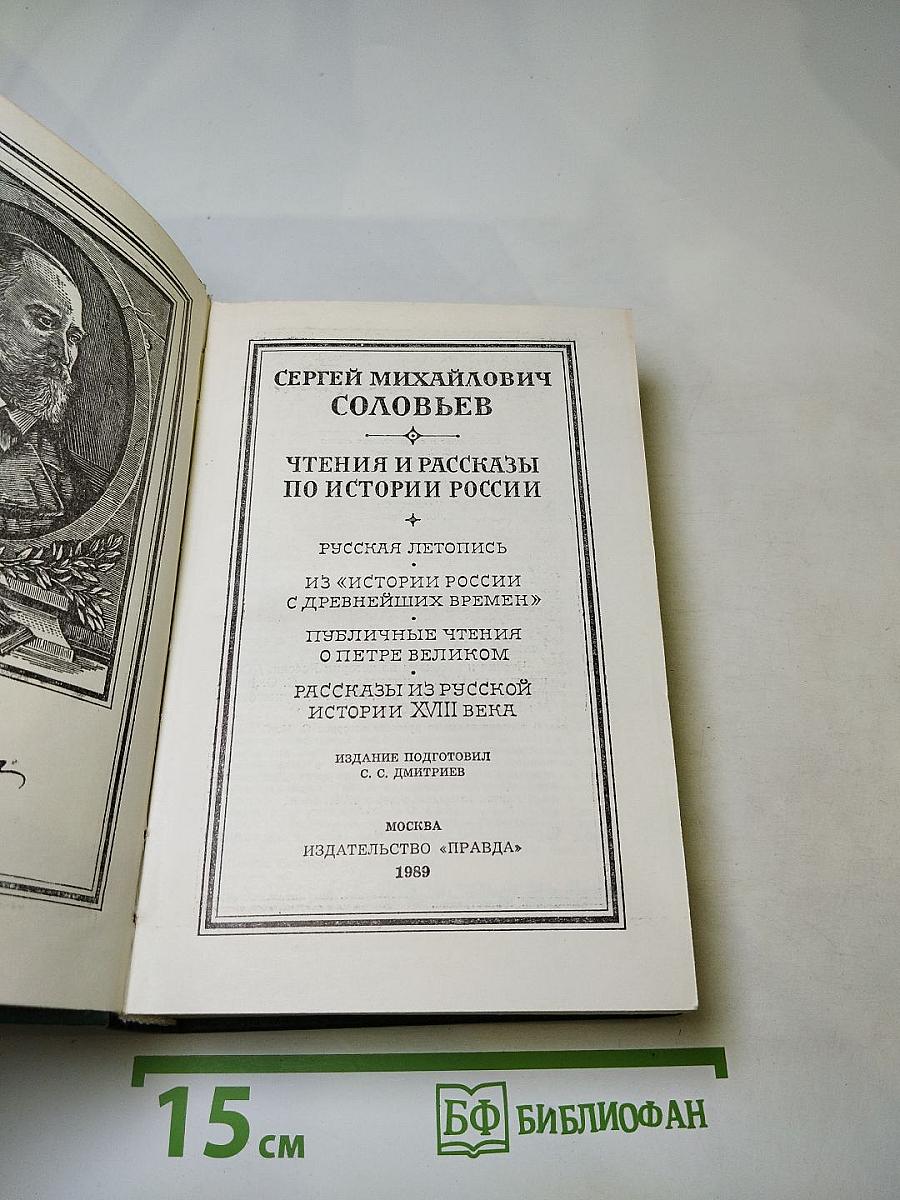 СЕРГЕЙ МИХАЙЛОВИЧ
СОЛОВЬЕВ
ЧТЕНИЯ И РАССКАЗЫ
ПО ИСТОРИИ РОССИИ
РУССКАЯ ЛЕТОПИСЬ
ИЗ «ИСТОРИИ РОССИИ
С ДРЕВНЕЙШИХ ВРЕМЕН»
ПУБЛИЧНЫЕ ЧТЕНИЯ
О ПЕТРЕ ВЕЛИКОМ
РАССКАЗЫ ИЗ РУССКОЙ
ИСТОРИИ XVIII ВЕКА
ИЗДАНИЕ ПОДГОТОВИЛ
С. С. ДМИТРИЕВ
МОСКВА
ИЗДАТЕЛЬСТВО «ПРАВДА»
1989
15 см
БФ БИБЛИОФАН